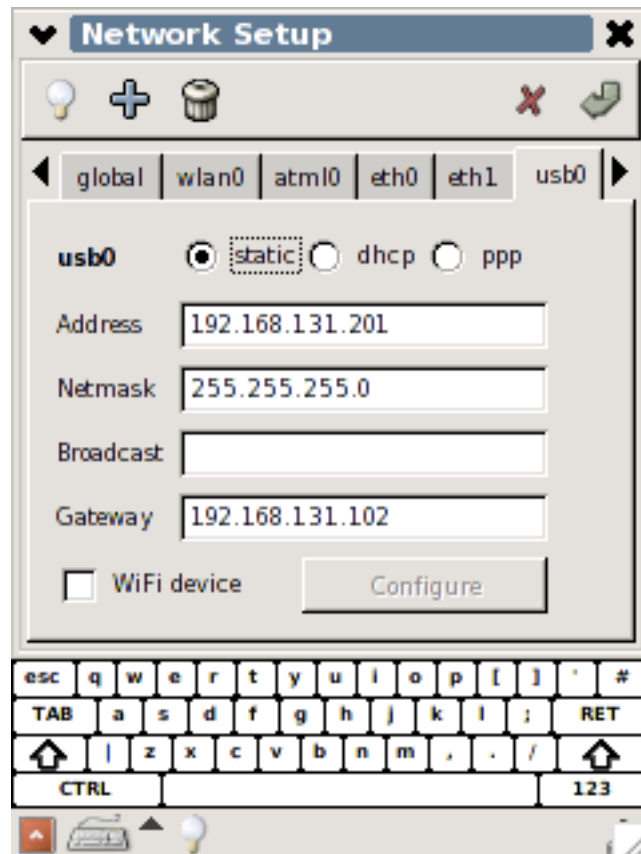 Network Setup
global wlan0 atml0 eth0 eth1 usb0
usb0 static dhcp ppp
Address 192.168.131.201
Netmask 255.255.255.0
Broadcast
Gateway 192.168.131.102
WiFi device Configure
esc q w e r t y u i o p [ ] ' #
TAB a s d f g h j k l ; RET
| z x c v b n m , . /
CTRL 123